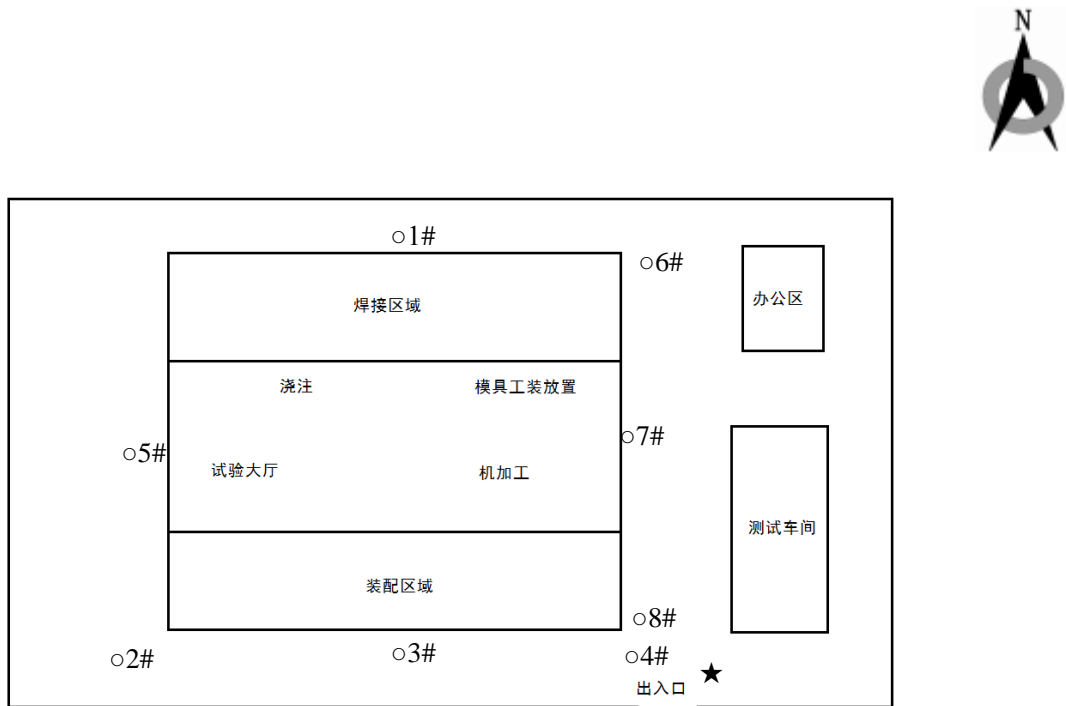 N
○1#
○6#
办公区
焊接区域
浇注
模具工装放置
○7#
○5#
试验大厅
机加工
测试车间
装配区域
○8#
○2#
○3#
○4#
★
出入口